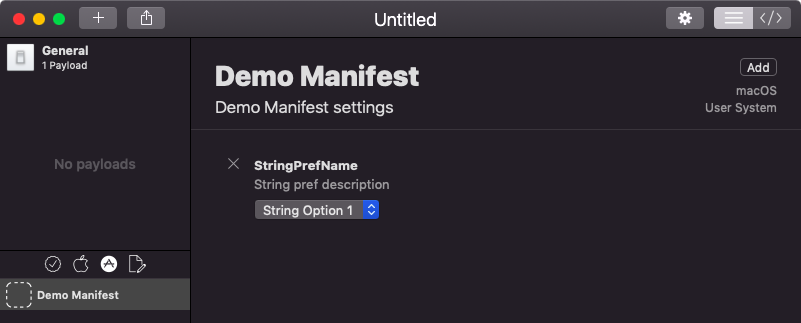 Untitled
General
1 Payload
No payloads
Demo Manifest
Demo Manifest
Add
Demo Manifest settings
macOS
User System
StringPrefName
String pref description
String Option 1